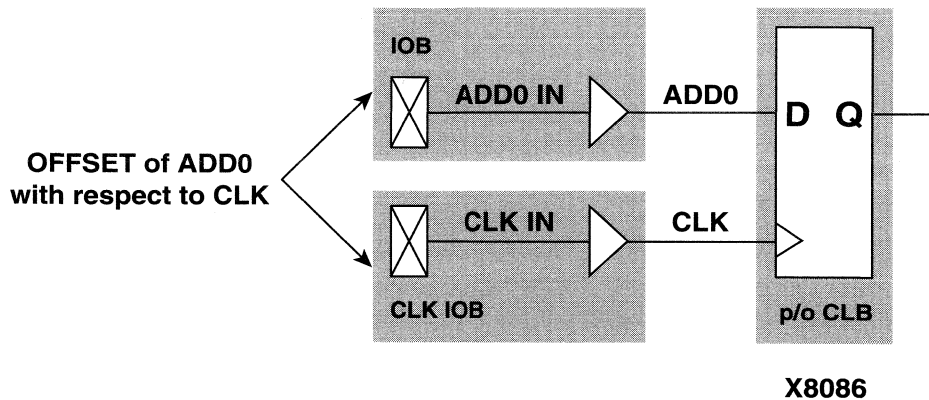 IOB
ADD0 IN
ADD0
D Q
OFFSET of ADD0
with respect to CLK
CLK IN
CLK
CLK IOB
p/o CLB
X8086